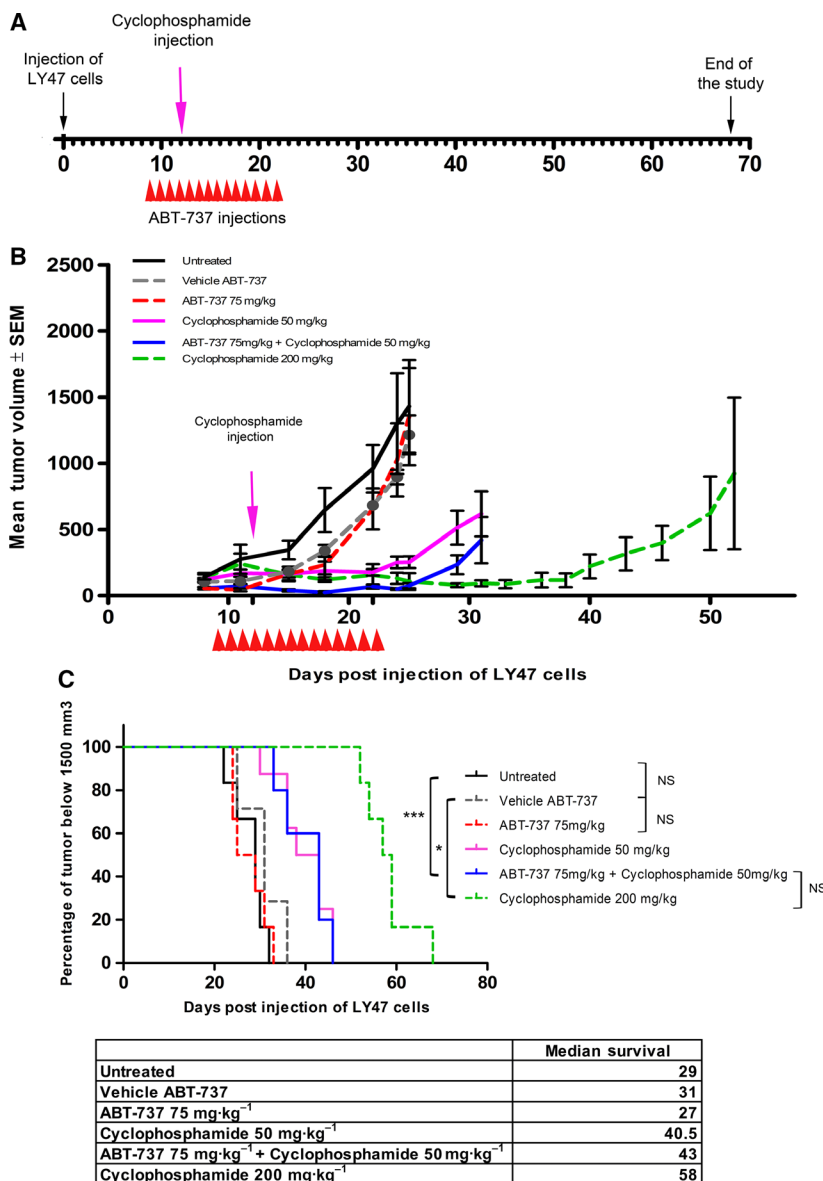 A
Cyclophosphamide
injection
Injection of
LY47 cells
End of
the study
0 10 20 30 40 50 60 70
ABT-737 injections
B
Mean tumor volume ± SEM
2500
2000
1500
1000
500
0
Untreated
Vehicle ABT-737
ABT-737 75 mg/kg
Cyclophosphamide 50 mg/kg
ABT-737 75mg/kg + Cyclophosphamide 50 mg/kg
Cyclophosphamide 200 mg/kg
Cyclophosphamide
injection
0 10 20 30 40 50
Days post injection of LY47 cells
C
Percentage of tumor below 1500 mm3
100
80
60
40
20
0
0 20 40 60 80
Days post injection of LY47 cells
Untreated
Vehicle ABT-737
ABT-737 75mg/kg
Cyclophosphamide 50 mg/kg
ABT-737 75mg/kg + Cyclophosphamide 50mg/kg
Cyclophosphamide 200 mg/kg
***
*
NS
NS
NS
Median survival
Untreated 29
Vehicle ABT-737 31
ABT-737 75 mg·kg⁻¹ 27
Cyclophosphamide 50 mg·kg⁻¹ 40.5
ABT-737 75 mg·kg⁻¹ + Cyclophosphamide 50 mg·kg⁻¹ 43
Cyclophosphamide 200 mg·kg⁻¹ 58